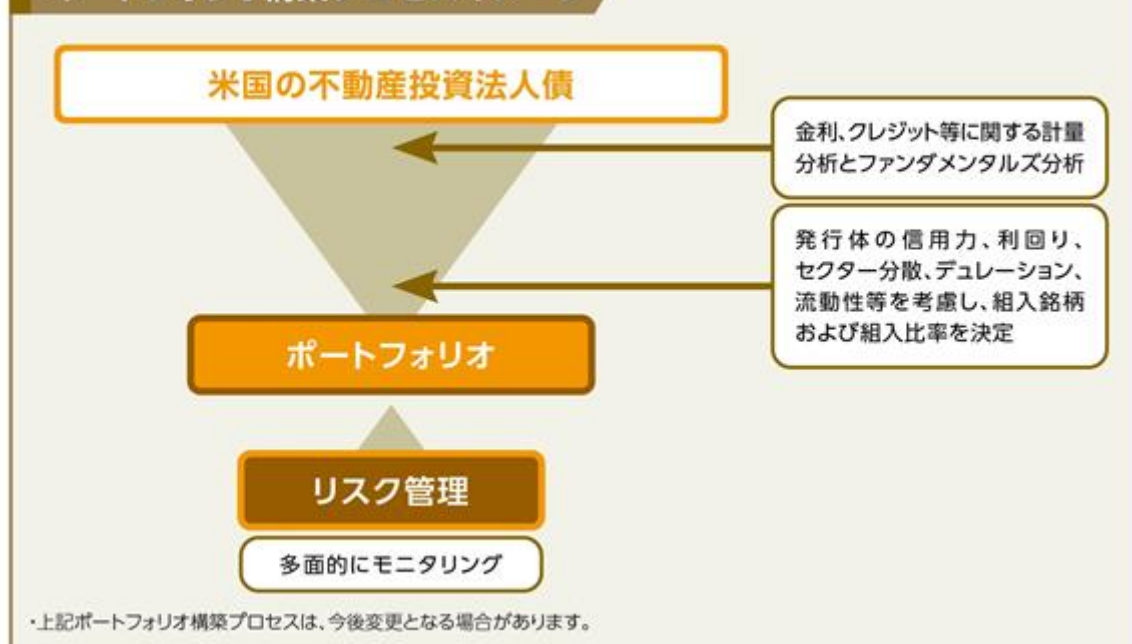 米国の不動産投資法人債
金利、クレジット等に関する計量
分析とファンダメンタルズ分析
発行体の信用力、利回り、
セクター分散、デュレーション、
流動性等を考慮し、組入銘柄
および組入比率を決定
ポートフォリオ
リスク管理
多面的にモニタリング
・上記ポートフォリオ構築プロセスは、今後変更となる場合があります。